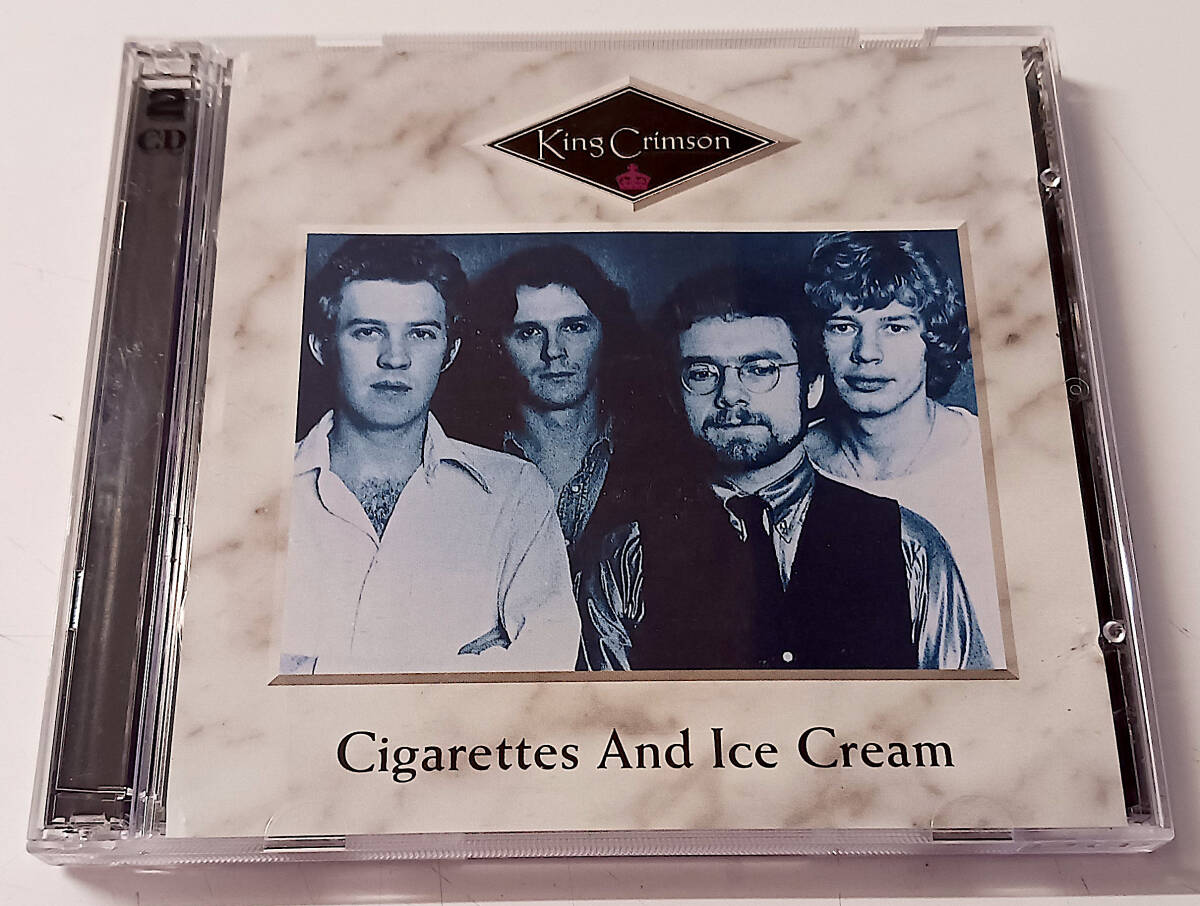 2
CD
King Crimson
Cigarettes And Ice Cream